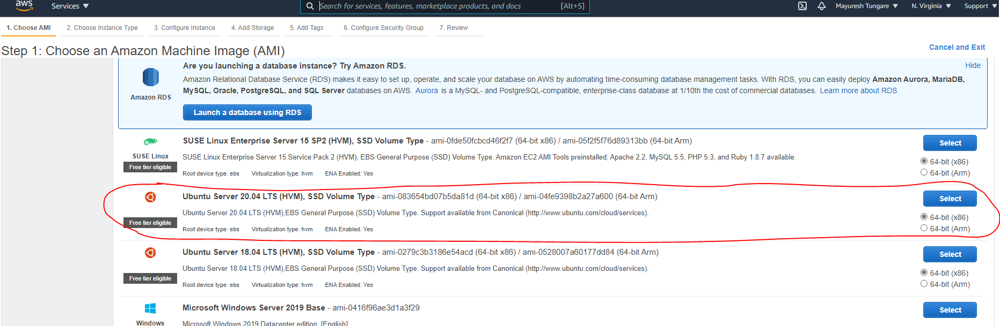 aws Services Search for services, features, marketplace products, and docs [Alt+S] Mayuresh Tungare N. Virginia Support
1. Choose AMI 2. Choose Instance Type 3. Configure Instance 4. Add Storage 5. Add Tags 6. Configure Security Group 7. Review
Step 1: Choose an Amazon Machine Image (AMI) Cancel and Exit
Are you launching a database instance? Try Amazon RDS. Hide
Amazon Relational Database Service (RDS) makes it easy to set up, operate, and scale your database on AWS by automating time-consuming database management tasks. With RDS, you can easily deploy Amazon Aurora, MariaDB,
MySQL, Oracle, PostgreSQL, and SQL Server databases on AWS. Aurora is a MySQL- and PostgreSQL-compatible, enterprise-class database at 1/10th the cost of commercial databases. Learn more about RDS
Amazon RDS
Launch a database using RDS
SUSE Linux Enterprise Server 15 SP2 (HVM), SSD Volume Type - ami-0fde50fcbcd46f2f7 (64-bit x86) / ami-05f2f5f76d89313bb (64-bit Arm) Select
SUSE Linux SUSE Linux Enterprise Server 15 Service Pack 2 (HVM), EBS General Purpose (SSD) Volume Type. Amazon EC2 AMI Tools preinstalled; Apache 2.2, MySQL 5.5, PHP 5.3, and Ruby 1.8.7 available.
64-bit (x86)
Free tier eligible
Root device type: ebs Virtualization type: hvm ENA Enabled: Yes 64-bit (Arm)
Ubuntu Server 20.04 LTS (HVM), SSD Volume Type - ami-083654bd07b5da81d (64-bit x86) / ami-04fe9398b2a27a600 (64-bit Arm) Select
Ubuntu Server 20.04 LTS (HVM),EBS General Purpose (SSD) Volume Type. Support available from Canonical (http://www.ubuntu.com/cloud/services).
64-bit (x86)
Free tier eligible
Root device type: ebs Virtualization type: hvm ENA Enabled: Yes 64-bit (Arm)
Ubuntu Server 18.04 LTS (HVM), SSD Volume Type - ami-0279c3b3186e54acd (64-bit x86) / ami-0528007a60177dd84 (64-bit Arm) Select
Ubuntu Server 18.04 LTS (HVM),EBS General Purpose (SSD) Volume Type. Support available from Canonical (http://www.ubuntu.com/cloud/services).
64-bit (x86)
Free tier eligible
Root device type: ebs Virtualization type: hvm ENA Enabled: Yes 64-bit (Arm)
Microsoft Windows Server 2019 Base - ami-0416f96ae3d1a3f29 Select
Windows Microsoft Windows 2019 Datacenter edition. [English]